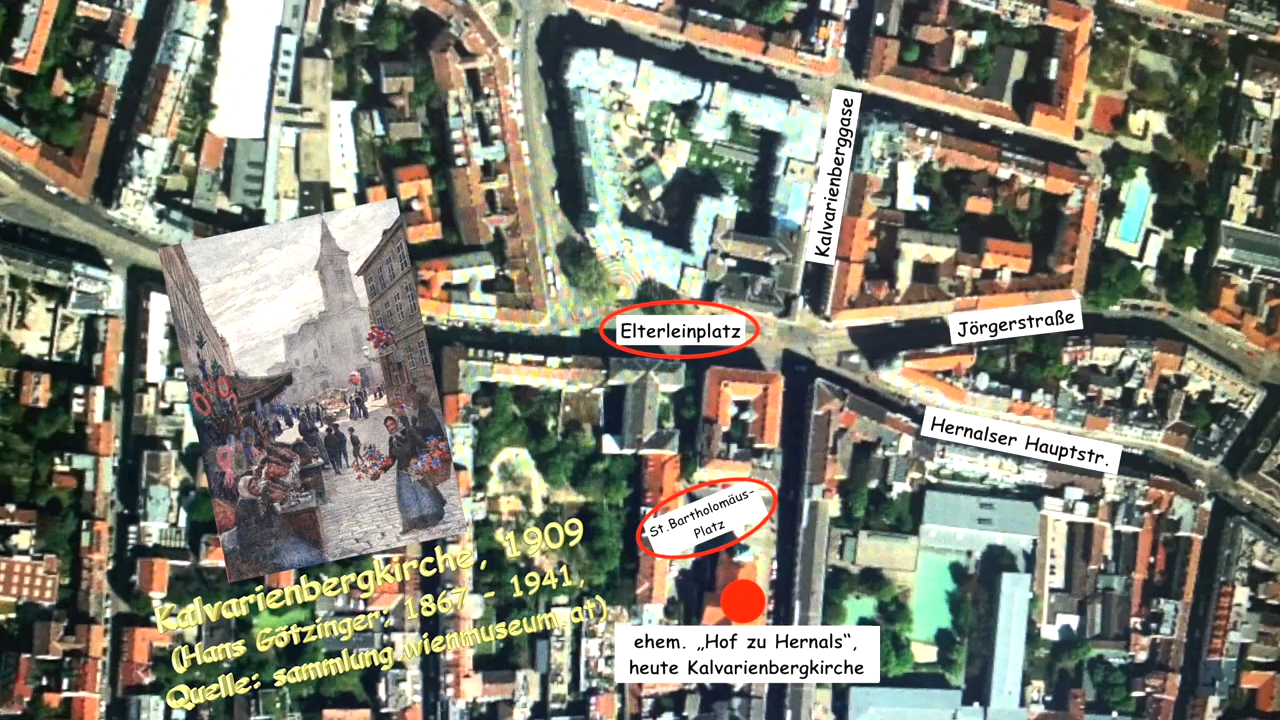 Kalvarienberggase
Elterleinplatz
Jörgerstraße
Hernalser Hauptstr.
St.Bartholomäus-
Platz
Kalvarienbergkirche, 1909
(Hans Götzinger; 1867 - 1941,
Quelle: sammlung.wienmuseum.at)
ehem. „Hof zu Hernals“,
heute Kalvarienbergkirche